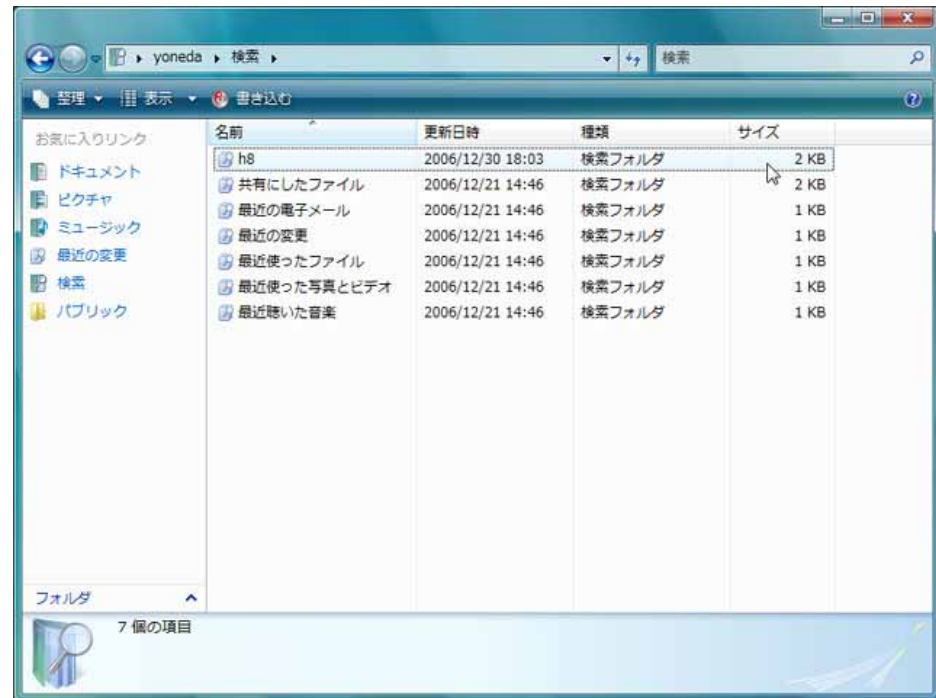 yoneda 検索
検索
整理 表示 書き込む
お気に入りリンク
ドキュメント
ピクチャ
ミュージック
最近の変更
検索
パブリック
フォルダ
名前 更新日時 種類 サイズ
h8 2006/12/30 18:03 検索フォルダ 2 KB
共有にしたファイル 2006/12/21 14:46 検索フォルダ 2 KB
最近の電子メール 2006/12/21 14:46 検索フォルダ 1 KB
最近の変更 2006/12/21 14:46 検索フォルダ 1 KB
最近使ったファイル 2006/12/21 14:46 検索フォルダ 1 KB
最近使った写真とビデオ 2006/12/21 14:46 検索フォルダ 1 KB
最近聴いた音楽 2006/12/21 14:46 検索フォルダ 1 KB
7 個の項目